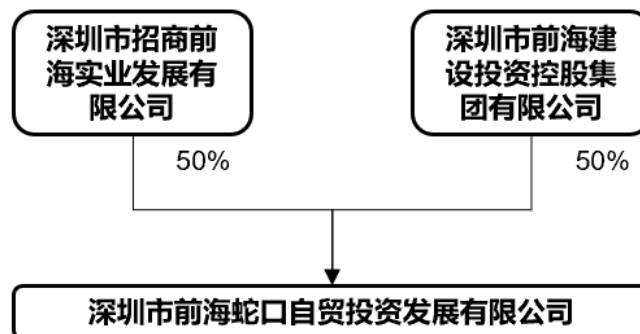 深圳市招商前
海实业发展有
限公司
深圳市前海建
设投资控股集
团有限公司
50%
50%
深圳市前海蛇口自贸投资发展有限公司